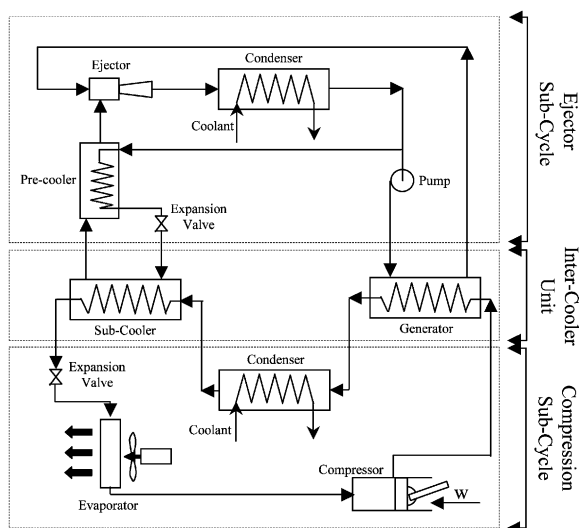 Ejector
Condenser
Coolant
Pre-cooler
Pump
Expansion
Valve
Ejector
Sub-Cycle
Sub-Cooler
Generator
Inter-Cooler
Unit
Expansion
Valve
Condenser
Coolant
Evaporator
Compressor
W
Compression
Sub-Cycle